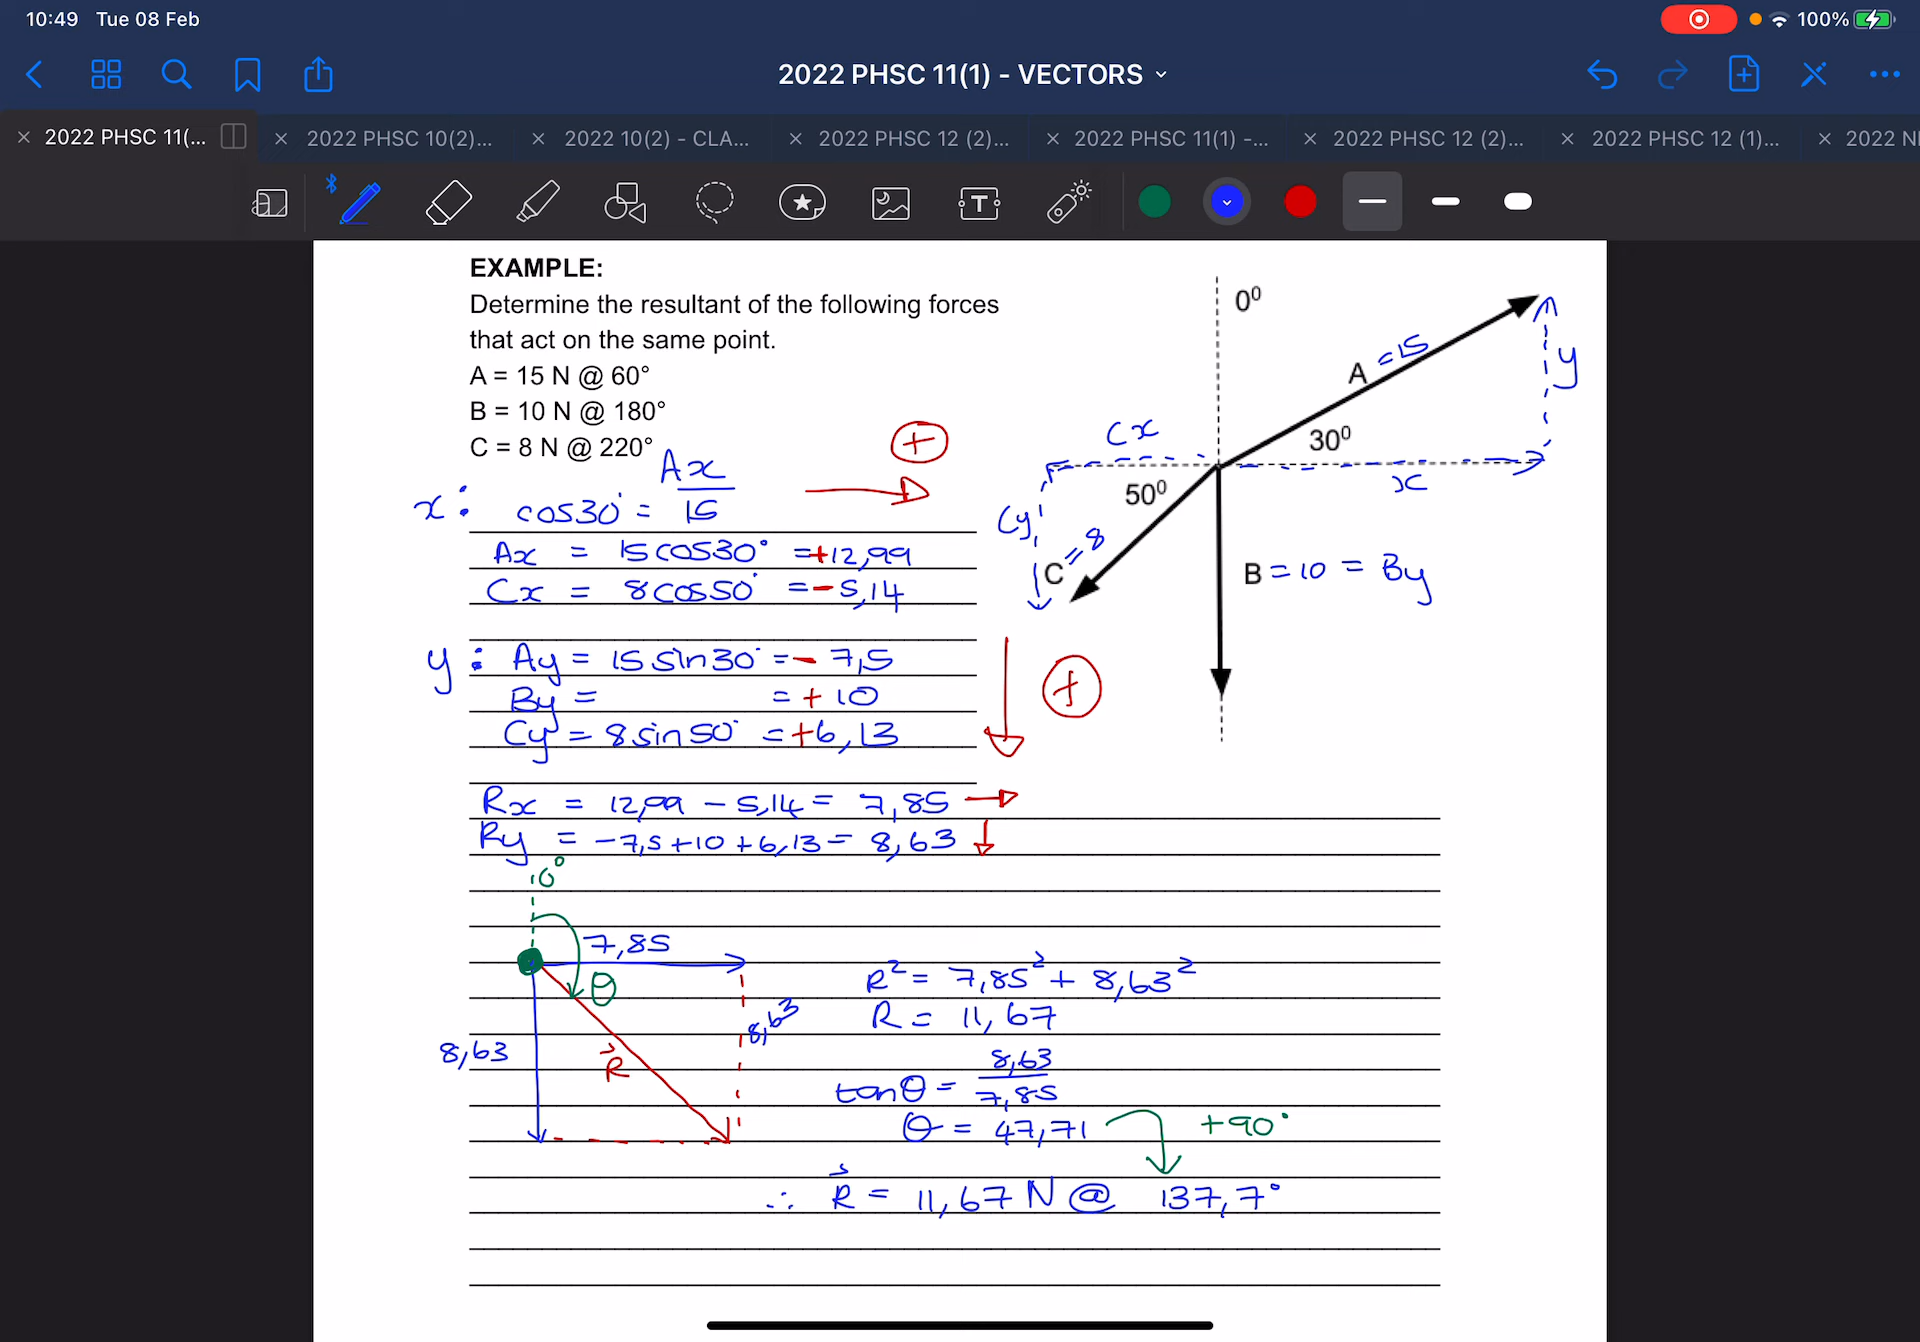 10:49 Tue 08 Feb
100%
2022 PHSC 11(1) - VECTORS
2022 PHSC 11(...
2022 PHSC 10(2)...
2022 10(2) - CLA...
2022 PHSC 12 (2)...
2022 PHSC 11(1) -...
2022 PHSC 12 (2)...
2022 PHSC 12 (1)...
2022 NI
EXAMPLE:
Determine the resultant of the following forces
that act on the same point.
A = 15 N @ 60°
B = 10 N @ 180°
C = 8 N @ 220°
0⁰
A = 15
y
30⁰
x
Cx
50⁰
Cy
C = 8
B = 10 = By
+
x: cos30° = Ax/15
Ax = 15cos30° = +12,99
Cx = 8cos50° = -5,14
y: Ay = 15sin30° = - 7,5
By = = + 10
Cy = 8sin50° = +6,13
+
Rx = 12,99 - 5,14 = 7,85 →
Ry = -7,5 + 10 + 6,13 = 8,63 ↓
0°
7,85
θ
8,63
8,63
R⃗
R² = 7,85² + 8,63²
R = 11,67
tanθ = 8,63/7,85
θ = 47,71
+90°
∴ R⃗ = 11,67 N @ 137,7°